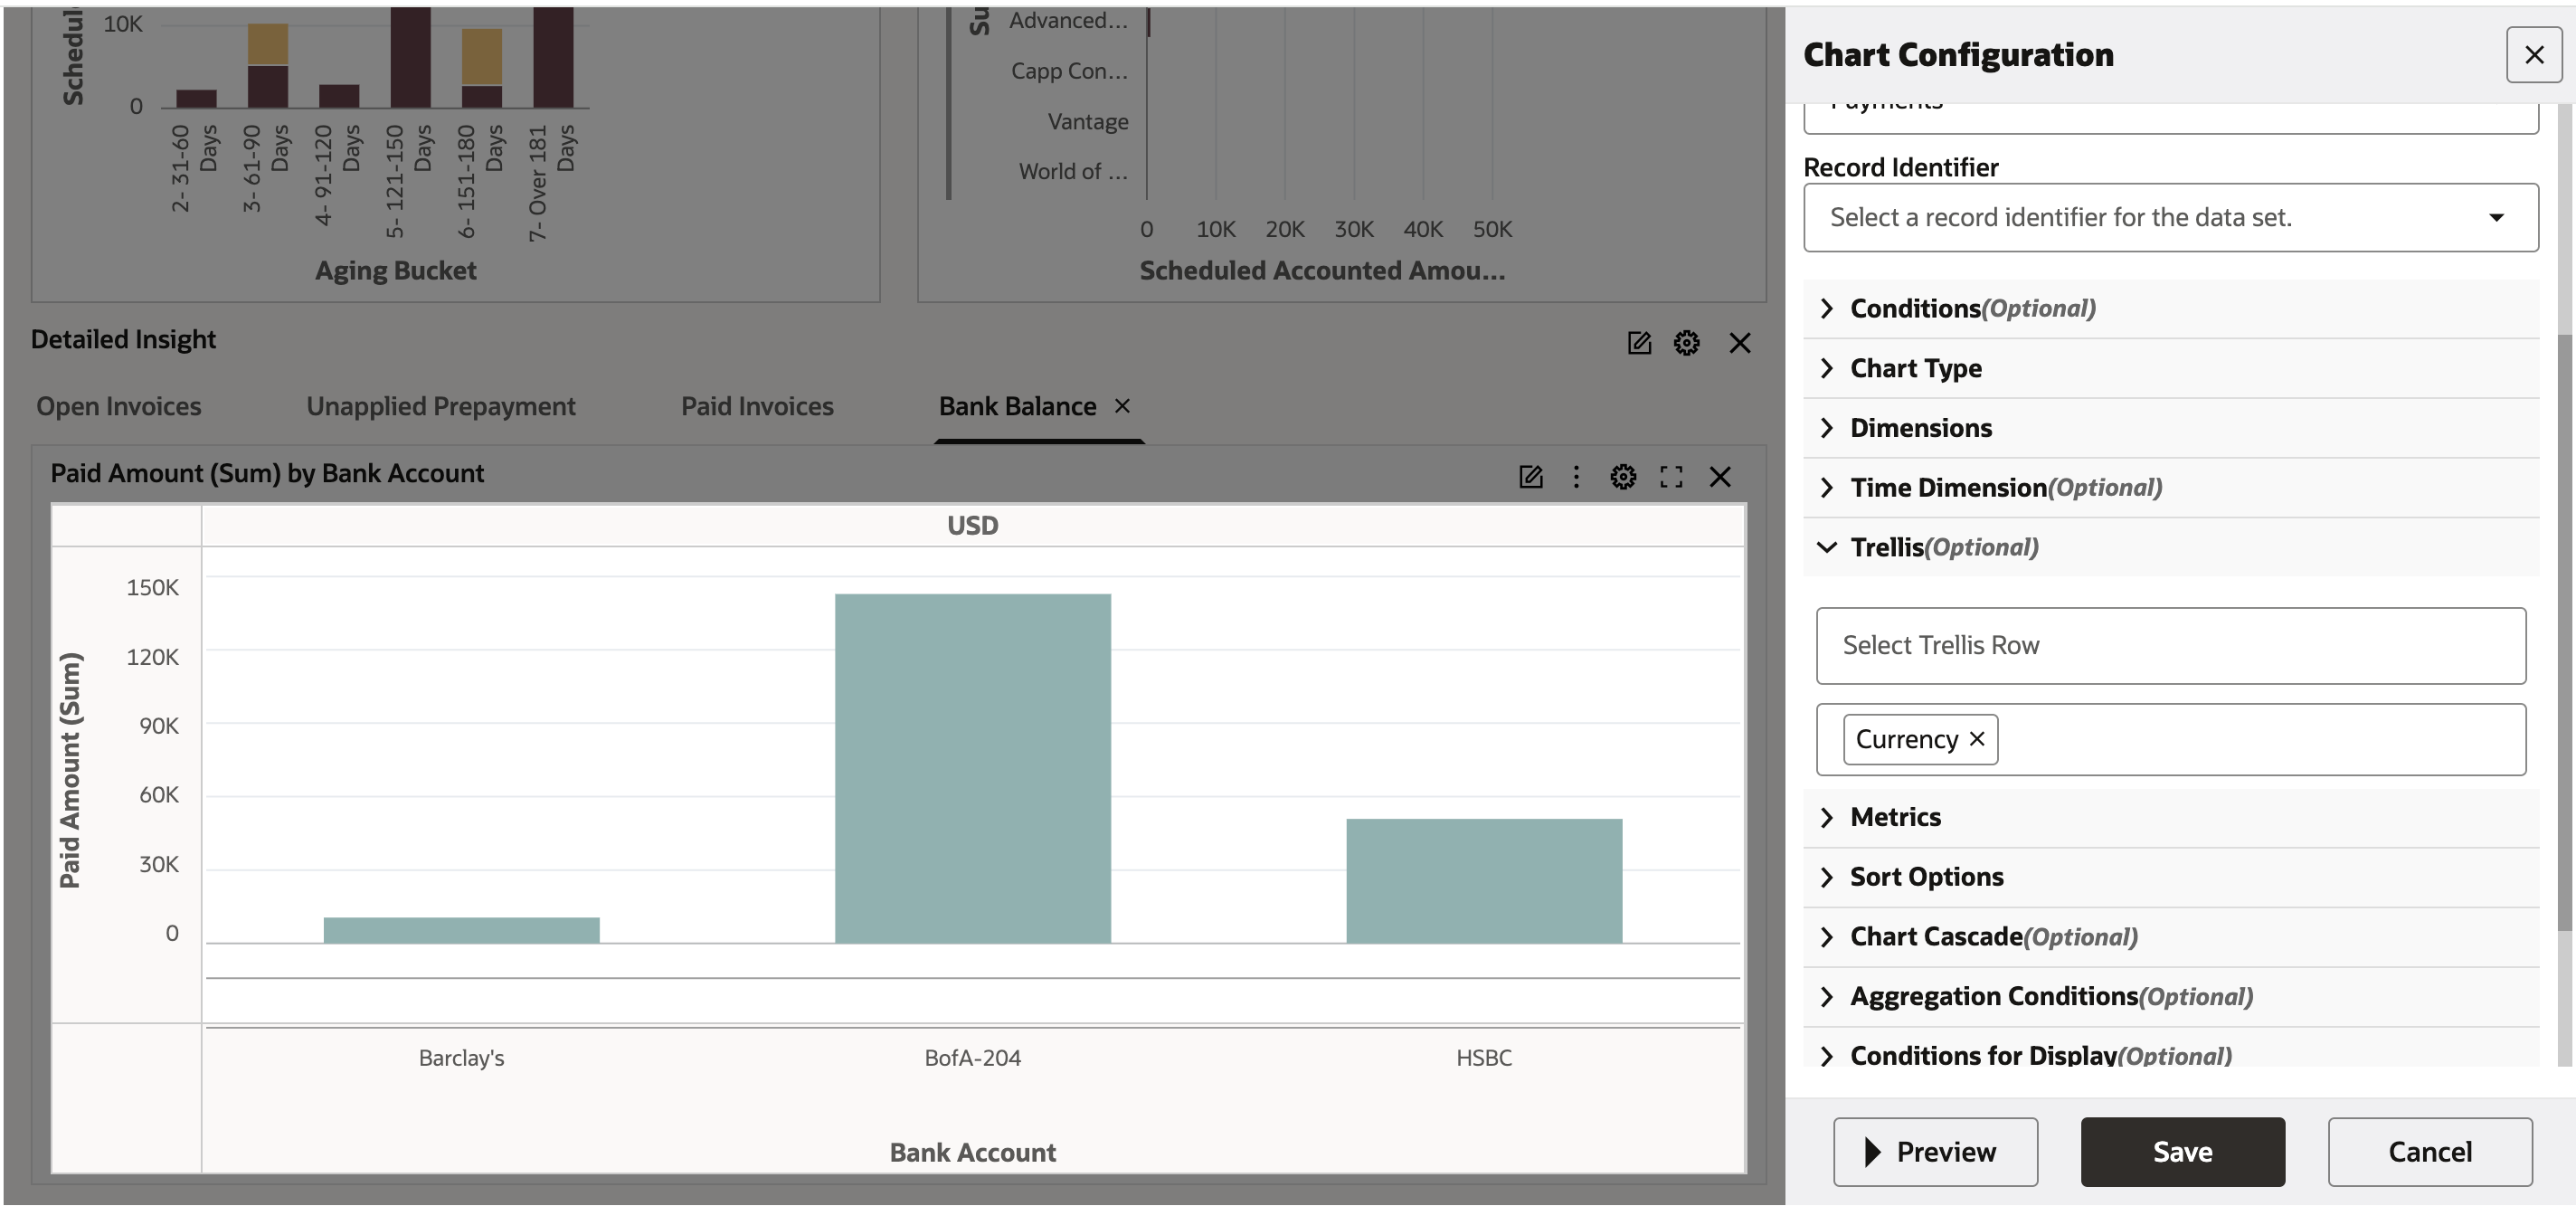 10K
0
Schedul
2- 31-60 Days
3- 61-90 Days
4- 91-120 Days
5- 121-150 Days
6- 151-180 Days
7- Over 181 Days
Aging Bucket
Su
Advanced...
Capp Con...
Vantage
World of ...
0 10K 20K 30K 40K 50K
Scheduled Accounted Amou...
Detailed Insight
Open Invoices Unapplied Prepayment Paid Invoices Bank Balance
Paid Amount (Sum) by Bank Account
USD
Paid Amount (Sum)
150K
120K
90K
60K
30K
0
Barclay's BofA-204 HSBC
Bank Account
Chart Configuration
Payments
Record Identifier
Select a record identifier for the data set.
Conditions(Optional)
Chart Type
Dimensions
Time Dimension(Optional)
Trellis(Optional)
Select Trellis Row
Currency
Metrics
Sort Options
Chart Cascade(Optional)
Aggregation Conditions(Optional)
Conditions for Display(Optional)
Preview Save Cancel